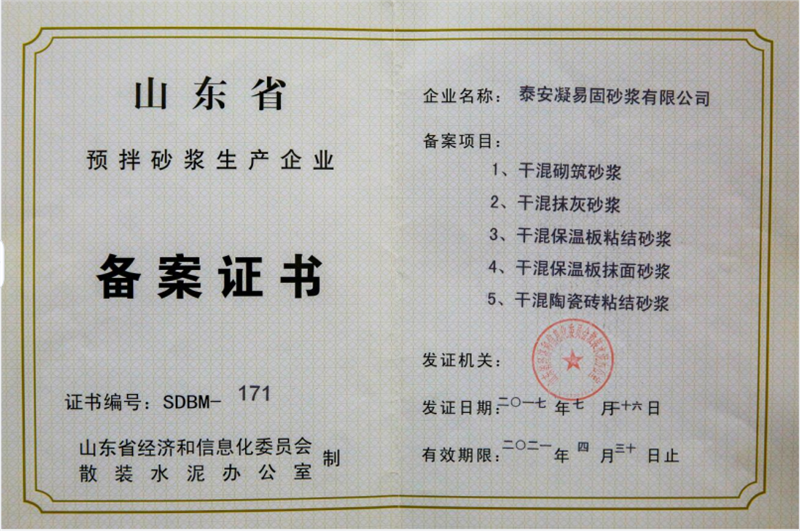 山东省
预拌砂浆生产企业
备案证书
证书编号：SDBM- 171
山东省经济和信息化委员会
散装水泥办公室 制
企业名称： 泰安凝易固砂浆有限公司
备案项目：
1、干混砌筑砂浆
2、干混抹灰砂浆
3、干混保温板粘结砂浆
4、干混保温板抹面砂浆
5、干混陶瓷砖粘结砂浆
发证机关：
发证日期：二〇一七 年 七 月 二十六 日
有效期限：二〇二一 年 四 月 三十 日止